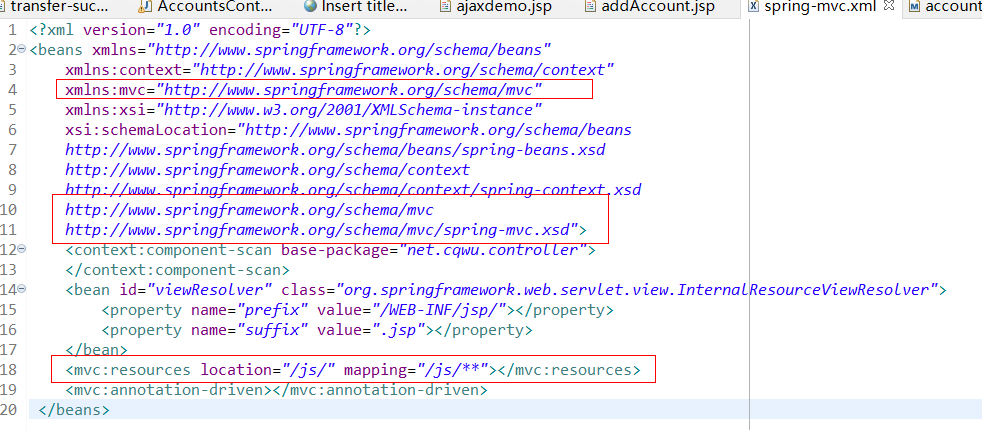 transfer-suc... AccountsCont... Insert title... ajaxdemo.jsp addAccount.jsp spring-mvc.xml account
1 <?xml version="1.0" encoding="UTF-8"?>
2 <beans xmlns="http://www.springframework.org/schema/beans"
3 xmlns:context="http://www.springframework.org/schema/context"
4 xmlns:mvc="http://www.springframework.org/schema/mvc"
5 xmlns:xsi="http://www.w3.org/2001/XMLSchema-instance"
6 xsi:schemaLocation="http://www.springframework.org/schema/beans
7 http://www.springframework.org/schema/beans/spring-beans.xsd
8 http://www.springframework.org/schema/context
9 http://www.springframework.org/schema/context/spring-context.xsd
10 http://www.springframework.org/schema/mvc
11 http://www.springframework.org/schema/mvc/spring-mvc.xsd">
12 <context:component-scan base-package="net.cqwu.controller">
13 </context:component-scan>
14 <bean id="viewResolver" class="org.springframework.web.servlet.view.InternalResourceViewResolver">
15 <property name="prefix" value="/WEB-INF/jsp/"></property>
16 <property name="suffix" value=".jsp"></property>
17 </bean>
18 <mvc:resources location="/js/" mapping="/js/**"></mvc:resources>
19 <mvc:annotation-driven></mvc:annotation-driven>
20 </beans>